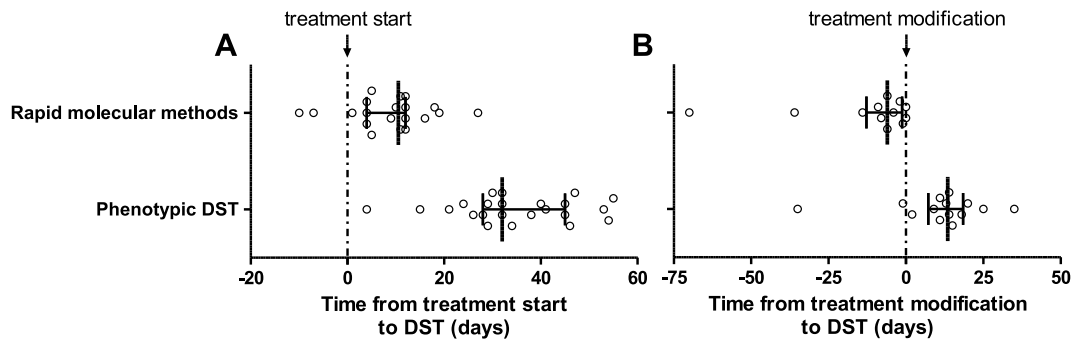 treatment start
treatment modification
A
B
Rapid molecular methods
Phenotypic DST
-20 0 20 40 60
-75 -50 -25 0 25 50
Time from treatment start
to DST (days)
Time from treatment modification
to DST (days)